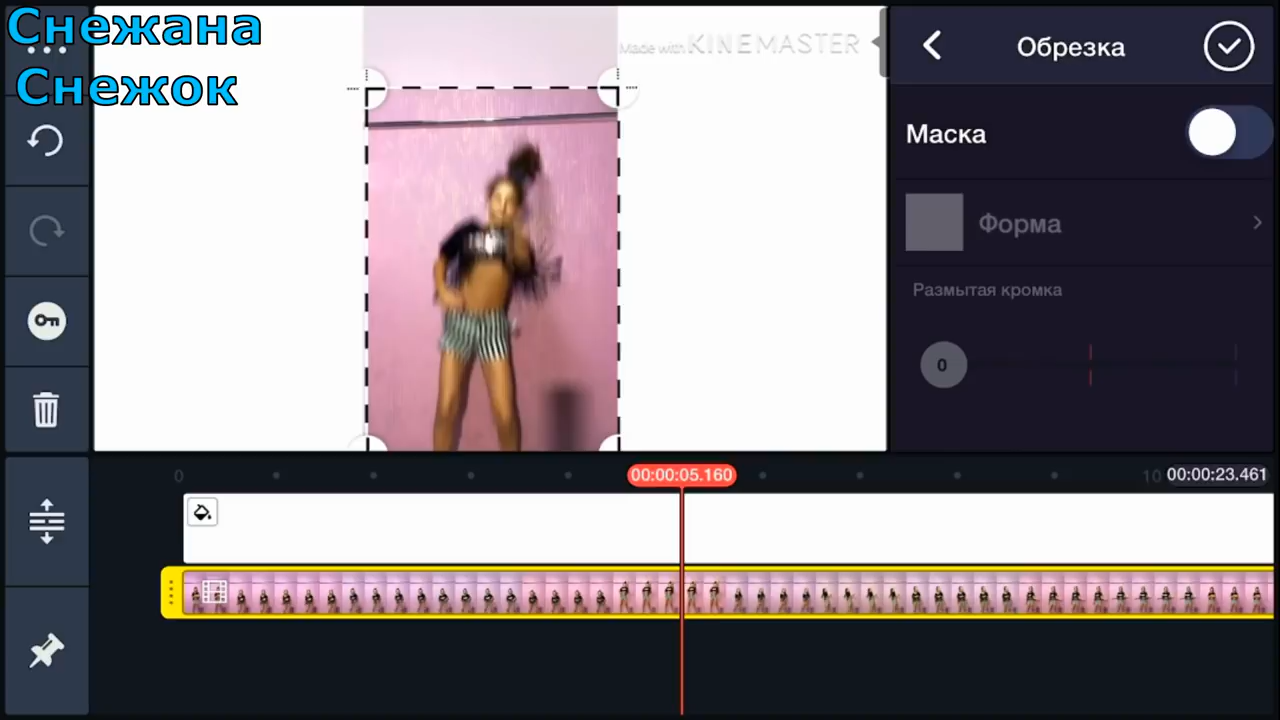 Снежана
Снежок
Made with KINEMASTER
Обрезка
Маска
Форма
Размытая кромка
0
0
00:00:05.160
10
00:00:23.461